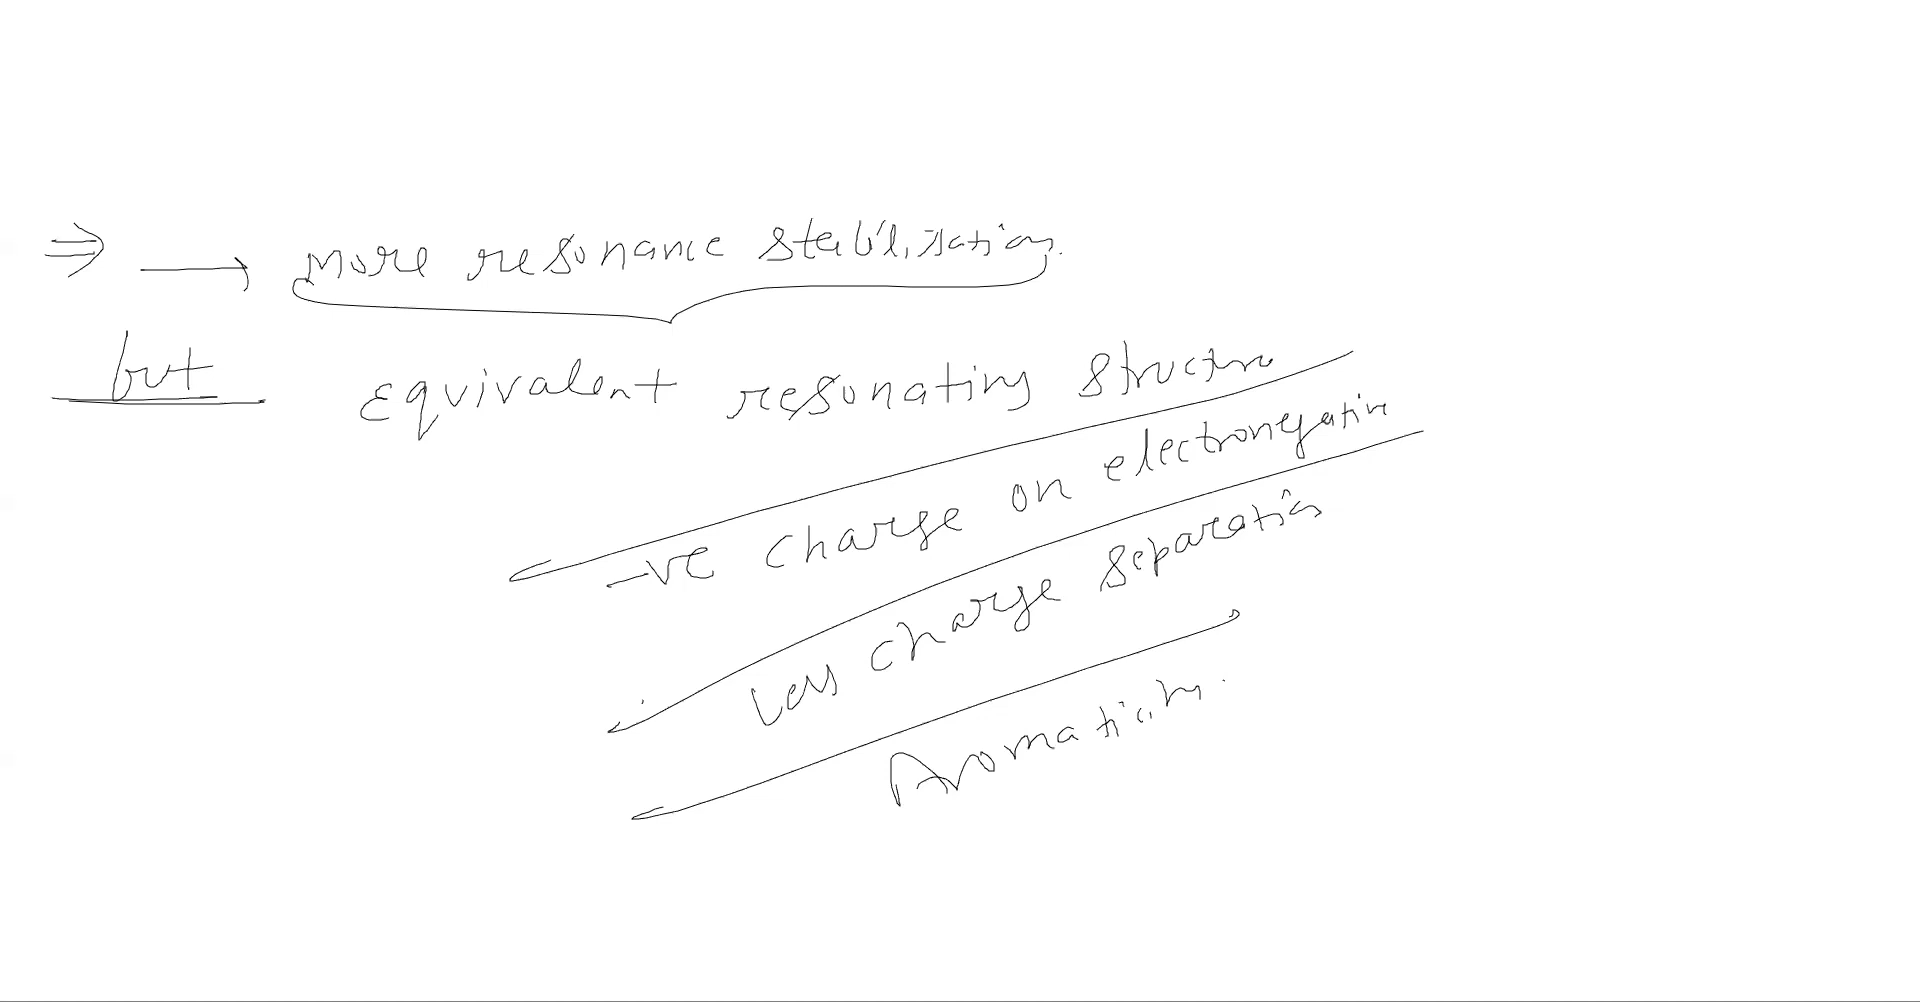 ⇒ → More resonance stabilisation.
but Equivalent resonating structure
-ve charge on electronegative
Less charge separation
Aromaticity.